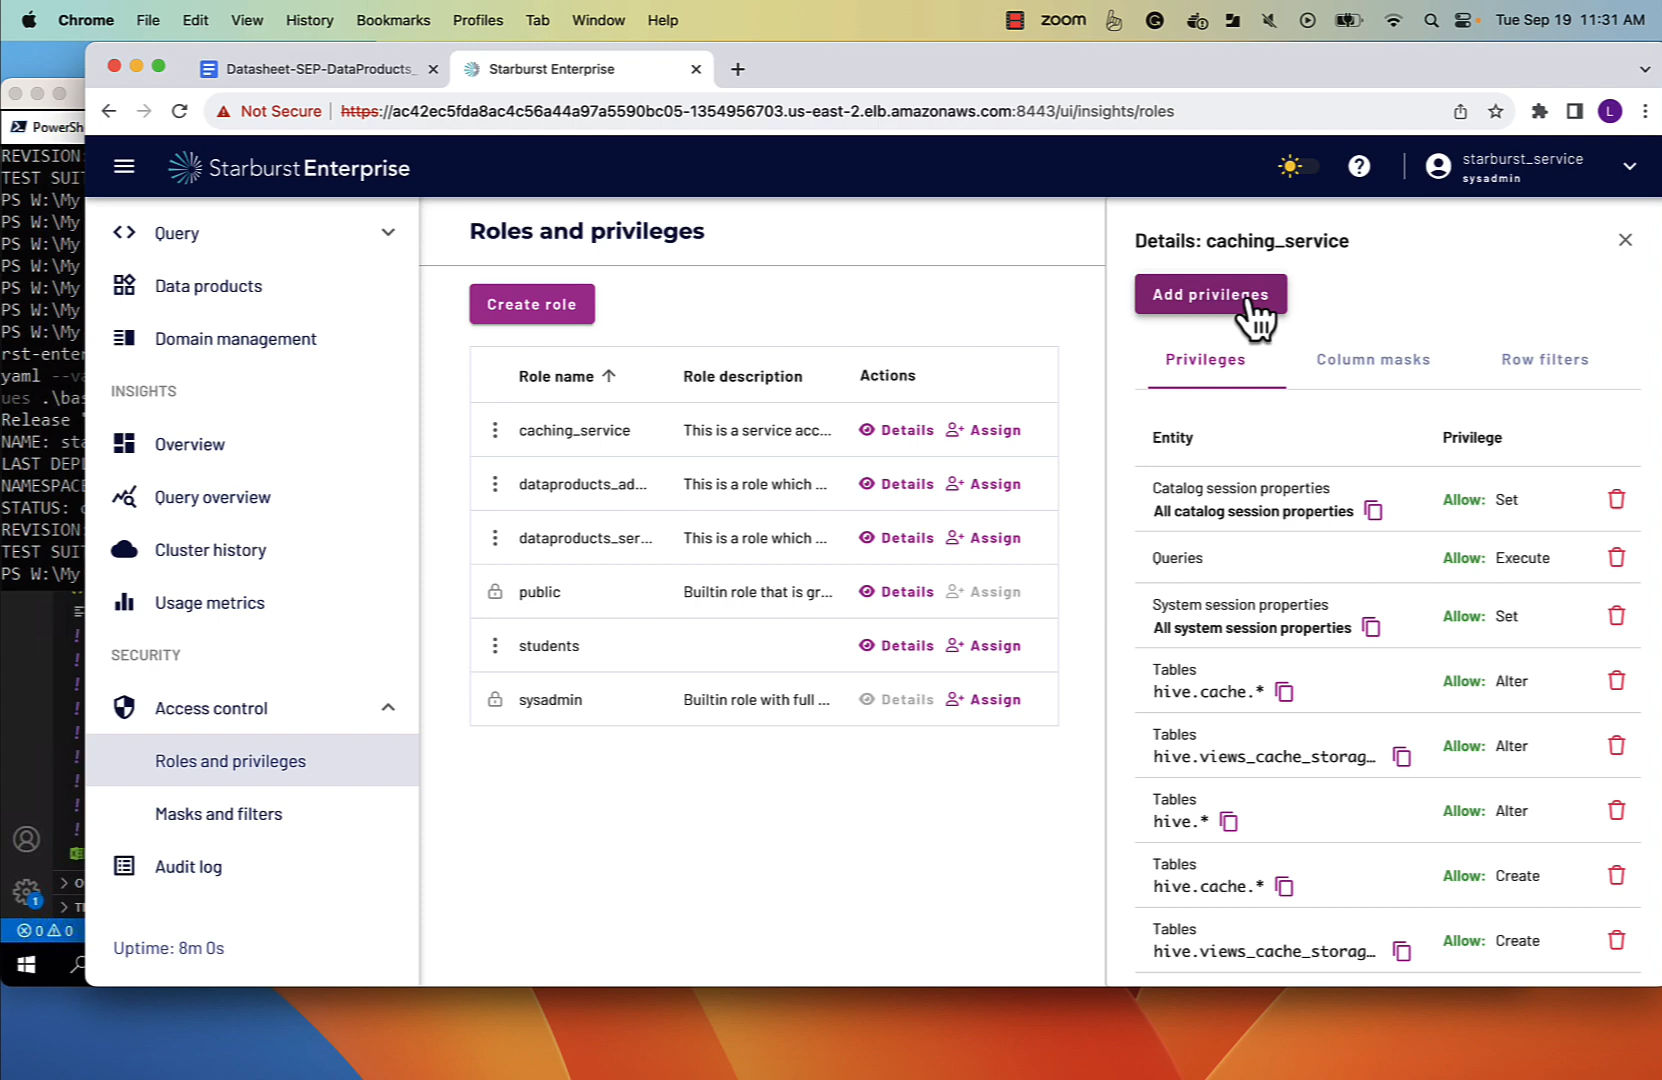 Chrome File Edit View History Bookmarks Profiles Tab Window Help
zoom
Tue Sep 19 11:31 AM
Datasheet-SEP-DataProducts_
Starburst Enterprise
Not Secure
https://ac42ec5fda8ac4c56a44a97a5590bc05-1354956703.us-east-2.elb.amazonaws.com:8443/ui/insights/roles
L
PowerSh
REVISION:
TEST SUIT
PS W:\My
PS W:\My
PS W:\My
PS W:\My
PS W:\My
PS W:\My
PS W:\My
rst-enter
yaml --va
ues .\bas
Release "
NAME: sta
LAST DEPL
NAMESPACE
STATUS: d
REVISION:
TEST SUIT
PS W:\My
1
0 0
Starburst Enterprise
starburst_service
sysadmin
Query
Data products
Domain management
INSIGHTS
Overview
Query overview
Cluster history
Usage metrics
SECURITY
Access control
Roles and privileges
Masks and filters
Audit log
Uptime: 8m 0s
Roles and privileges
Create role
Role name Role description Actions
caching_service This is a service acc... Details Assign
dataproducts_ad... This is a role which ... Details Assign
dataproducts_ser... This is a role which ... Details Assign
public Builtin role that is gr... Details Assign
students Details Assign
sysadmin Builtin role with full ... Details Assign
Details: caching_service
Add privileges
Privileges Column masks Row filters
Entity Privilege
Catalog session properties
All catalog session properties
Allow: Set
Queries Allow: Execute
System session properties
All system session properties
Allow: Set
Tables
hive.cache.*
Allow: Alter
Tables
hive.views_cache_storag...
Allow: Alter
Tables
hive.*
Allow: Alter
Tables
hive.cache.*
Allow: Create
Tables
hive.views_cache_storag...
Allow: Create